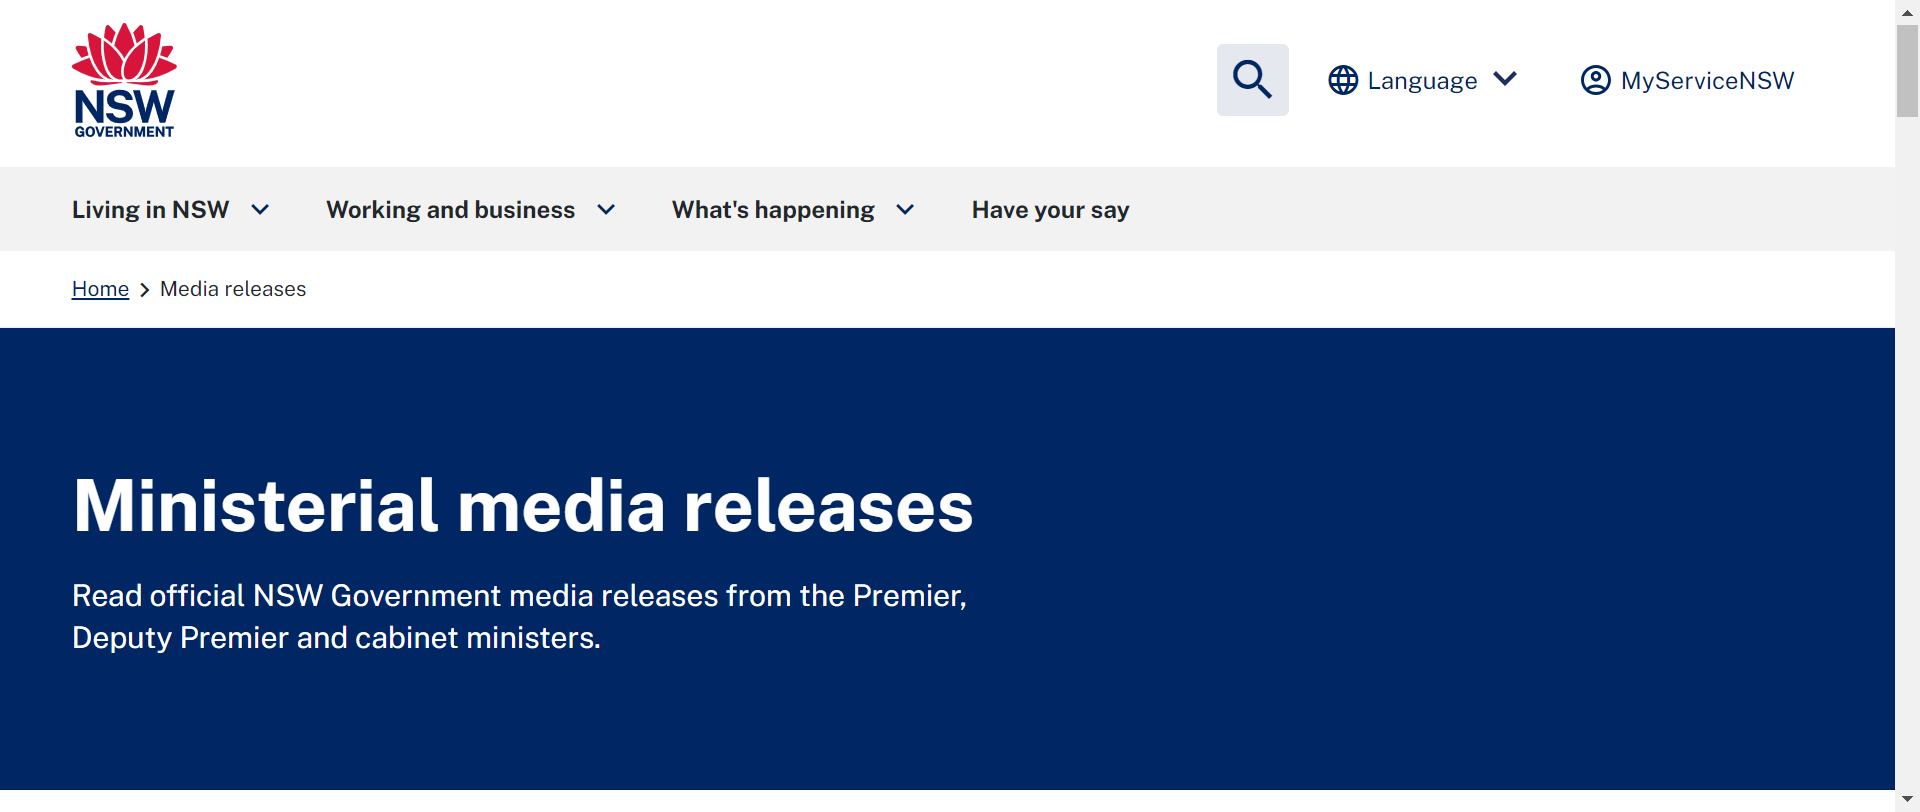 NSW
GOVERNMENT
Language
MyServiceNSW
Living in NSW
Working and business
What's happening
Have your say
Home
Media releases
Ministerial media releases
Read official NSW Government media releases from the Premier,
Deputy Premier and cabinet ministers.